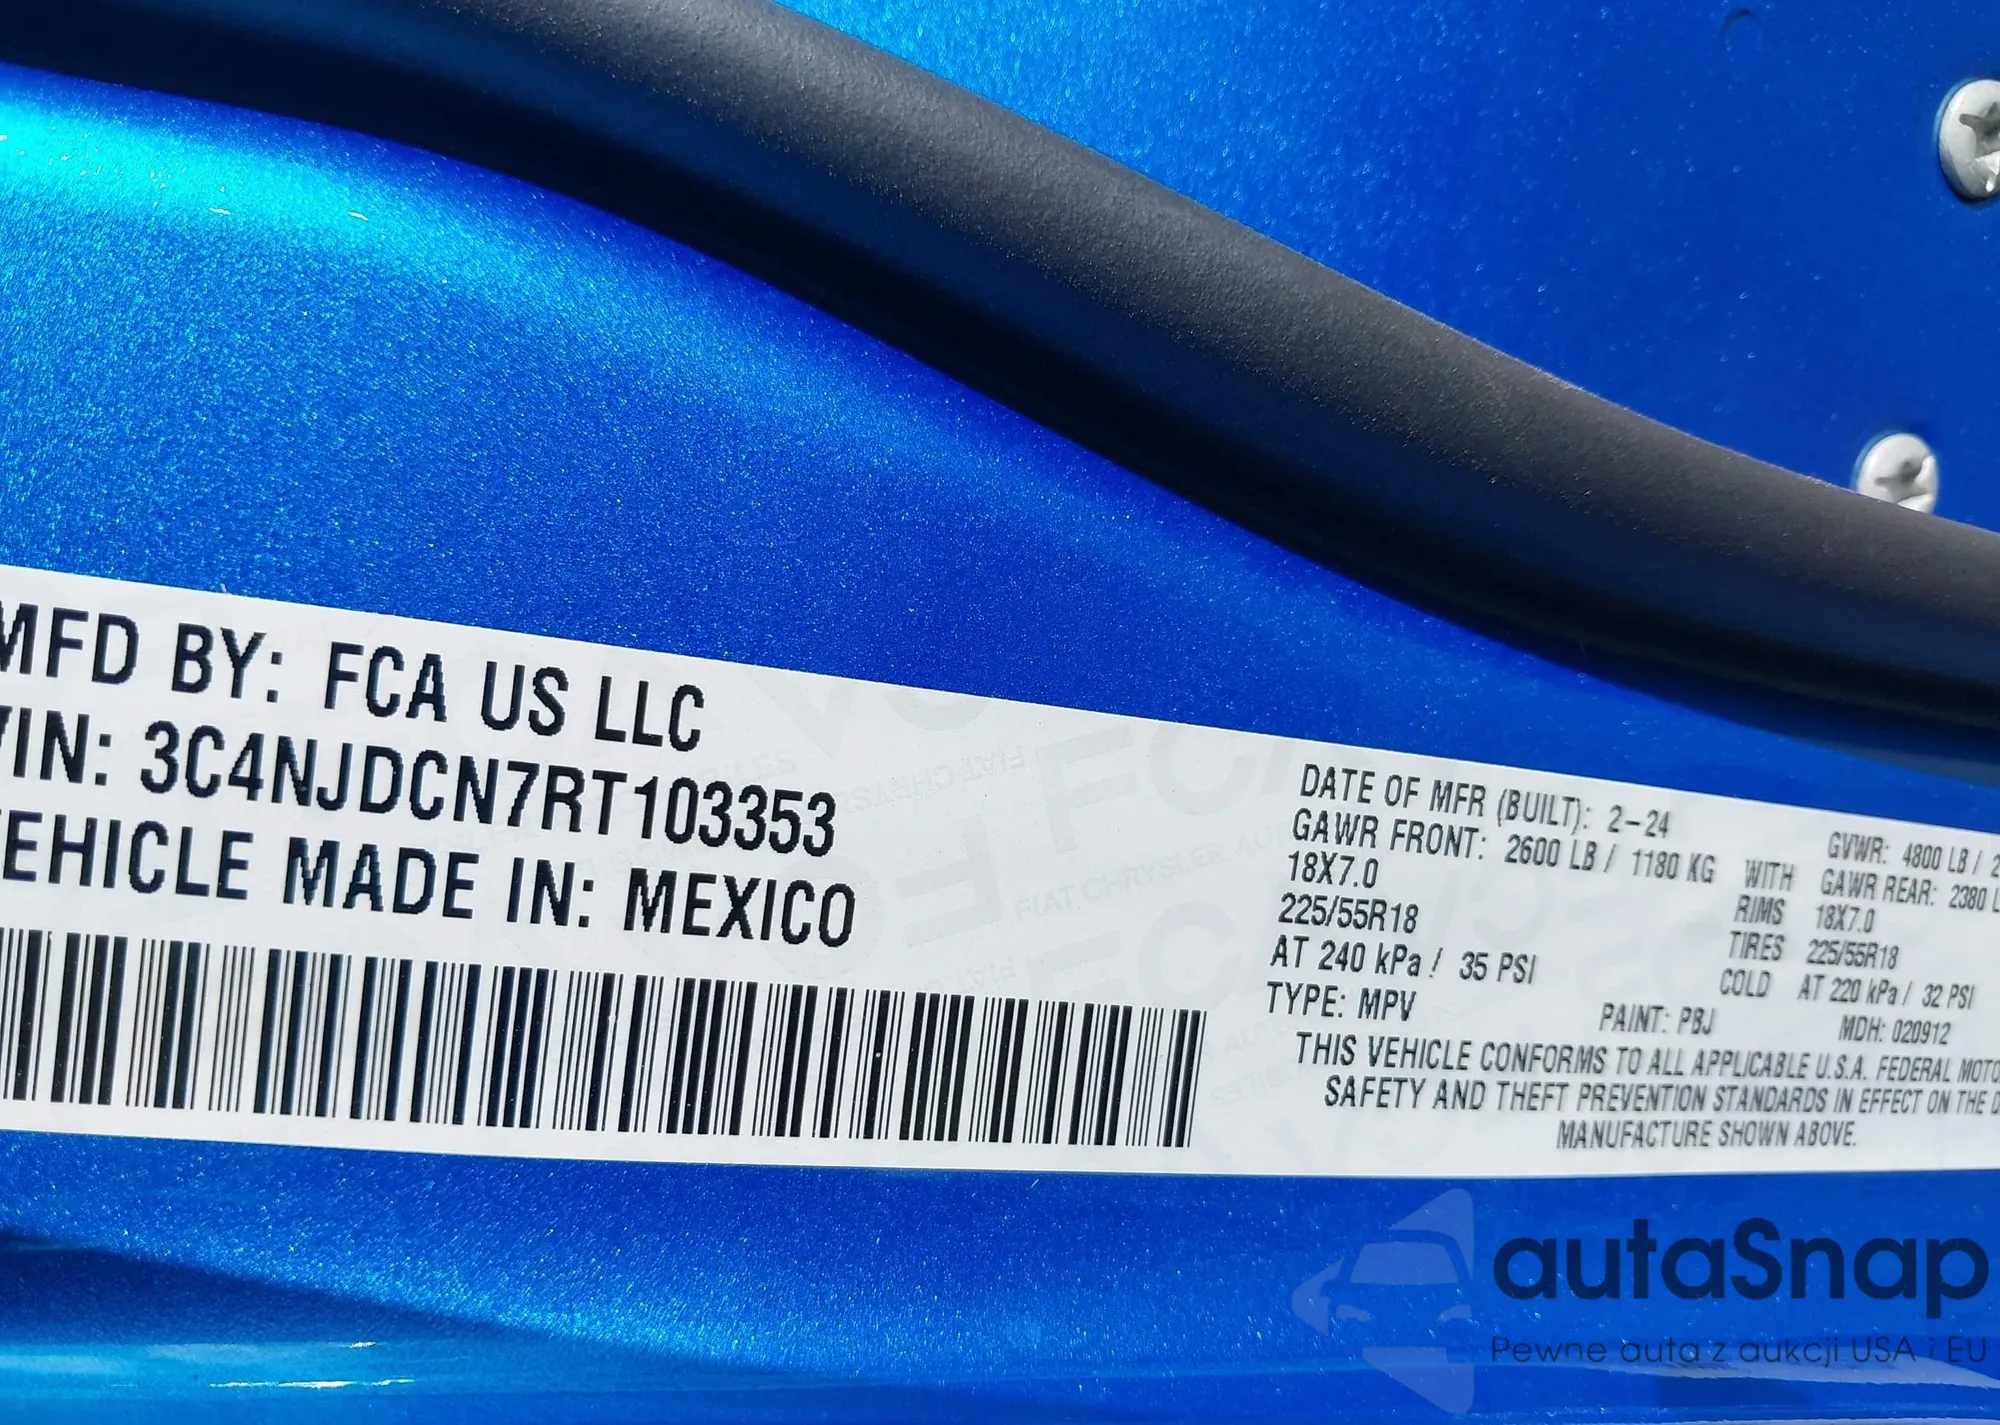 MFD BY: FCA US LLC
VIN: 3C4NJDCN7RT103353
VEHICLE MADE IN: MEXICO
DATE OF MFR (BUILT): 2-24
GVWR: 4800 LB /
GAWR FRONT: 2600 LB / 1180 KG WITH GAWR REAR: 2380
18X7.0 RIMS 18X7.0
225/55R18 TIRES 225/55R18
AT 240 kPa / 35 PSI COLD AT 220 kPa / 32 PSI
TYPE: MPV PAINT: PBJ MDH: 020912
THIS VEHICLE CONFORMS TO ALL APPLICABLE U.S.A. FEDERAL
SAFETY AND THEFT PREVENTION STANDARDS IN EFFECT ON THE
MANUFACTURE SHOWN ABOVE.
FIAT CHRYSLER
FCA
autaSnap
Pewne auta z aukcji USA i EU